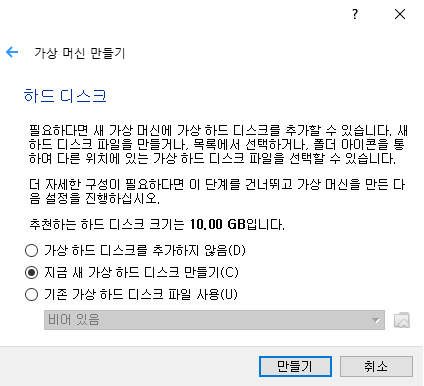 ?
가상 머신 만들기
하드 디스크
필요하다면 새 가상 머신에 가상 하드 디스크를 추가할 수 있습니다. 새
하드 디스크 파일을 만들거나, 목록에서 선택하거나, 폴더 아이콘을 통
하여 다른 위치에 있는 가상 하드 디스크 파일을 선택할 수 있습니다.
더 자세한 구성이 필요하다면 이 단계를 건너뛰고 가상 머신을 만든 다
음 설정을 진행하십시오.
추천하는 하드 디스크 크기는 10.00 GB입니다.
가상 하드 디스크를 추가하지 않음(D)
지금 새 가상 하드 디스크 만들기(C)
기존 가상 하드 디스크 파일 사용(U)
비어 있음
만들기 취소